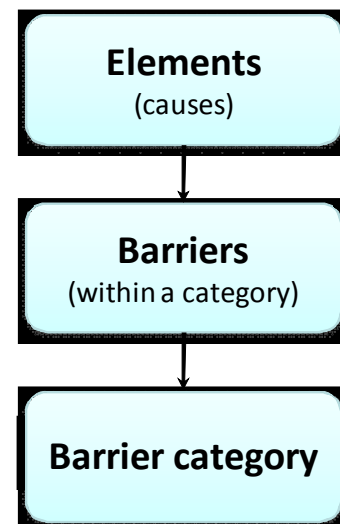 Elements
(causes)
Barriers
(within a category)
Barrier category